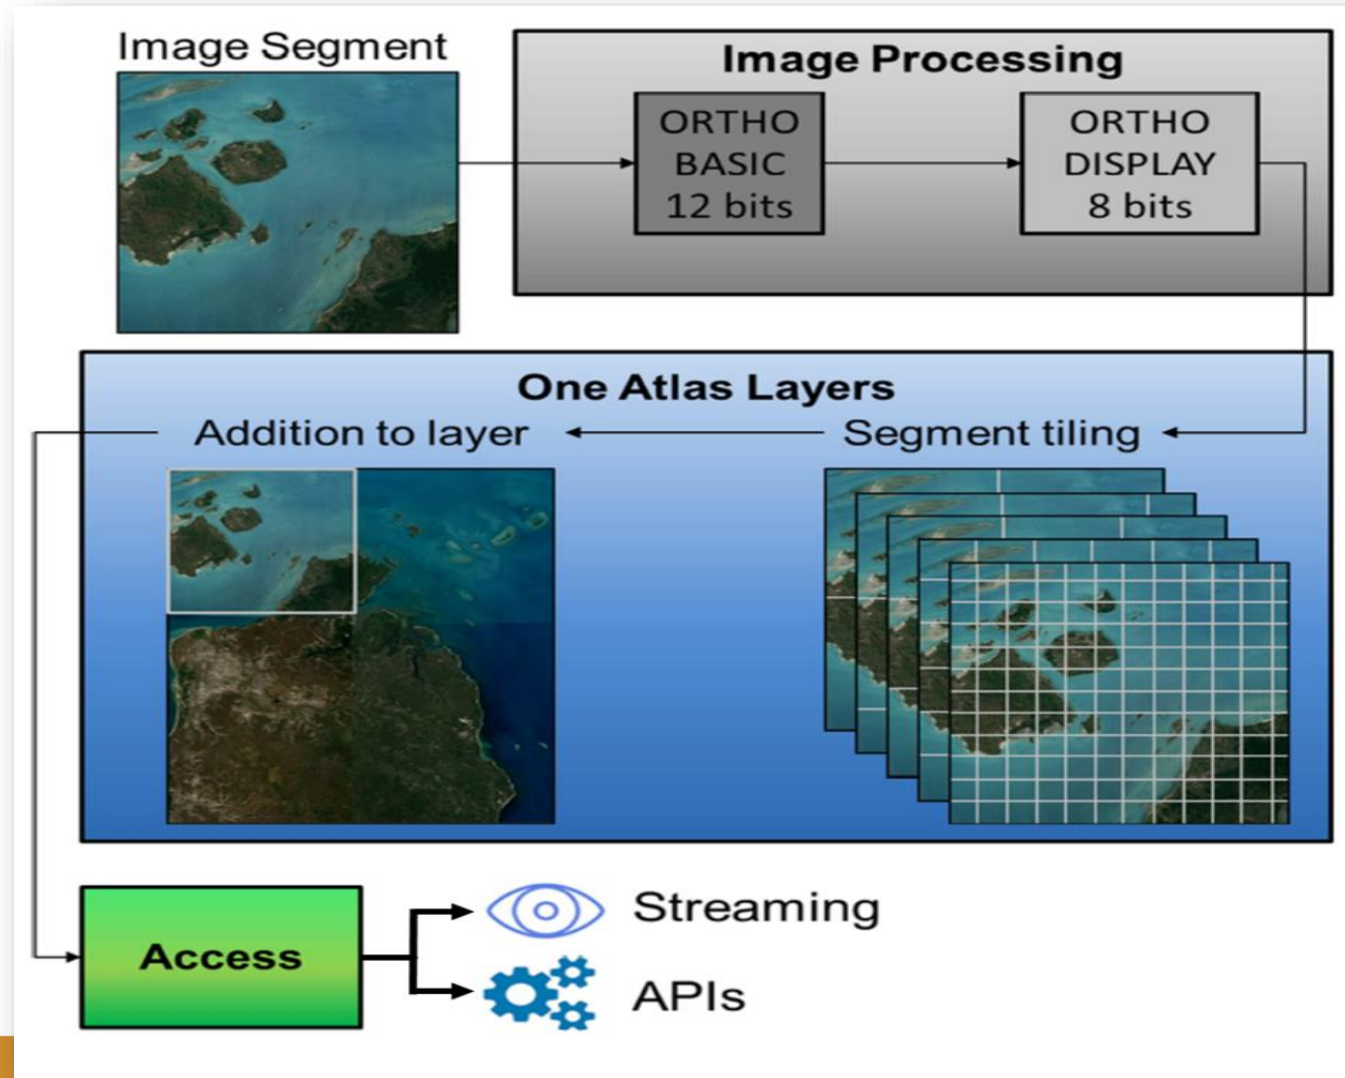 Image Segment
Image Processing
ORTHO
BASIC
12 bits
ORTHO
DISPLAY
8 bits
One Atlas Layers
Addition to layer
Segment tiling
Access
Streaming
APIs